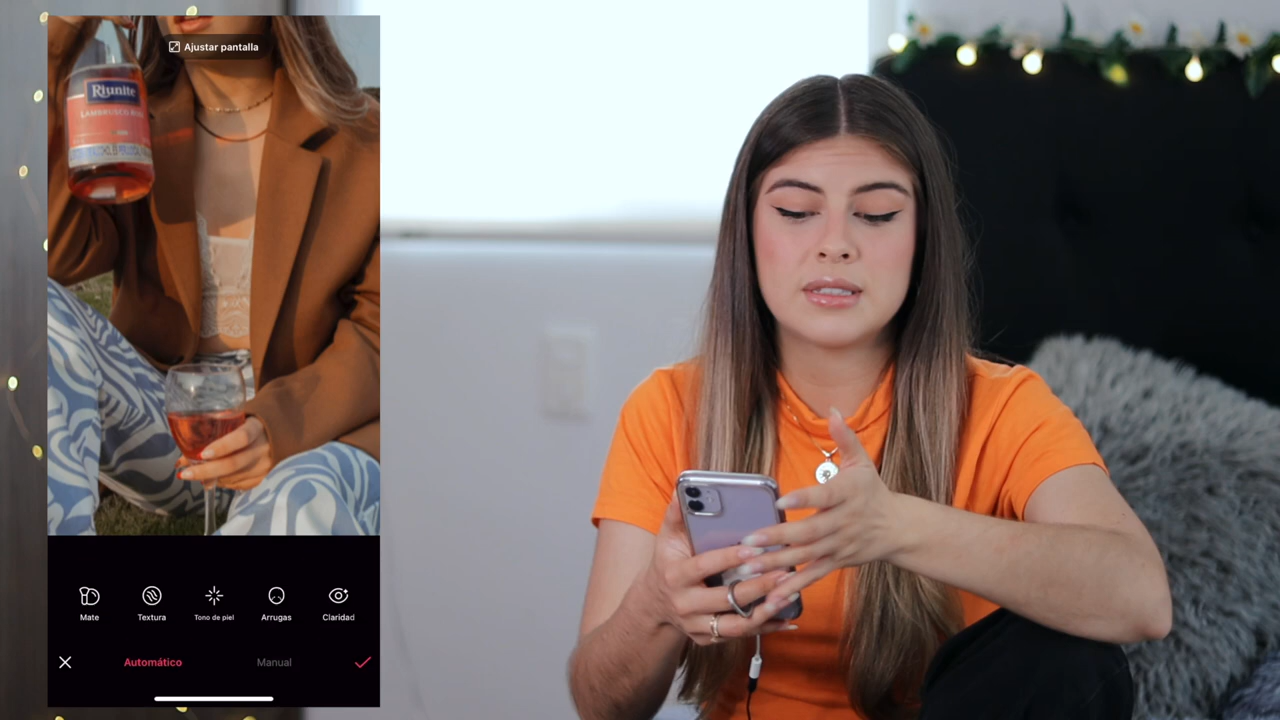 Ajustar pantalla
Riunite
LAMBRUSCO
Mate
Textura
Tono de piel
Arrugas
Claridad
Automático
Manual